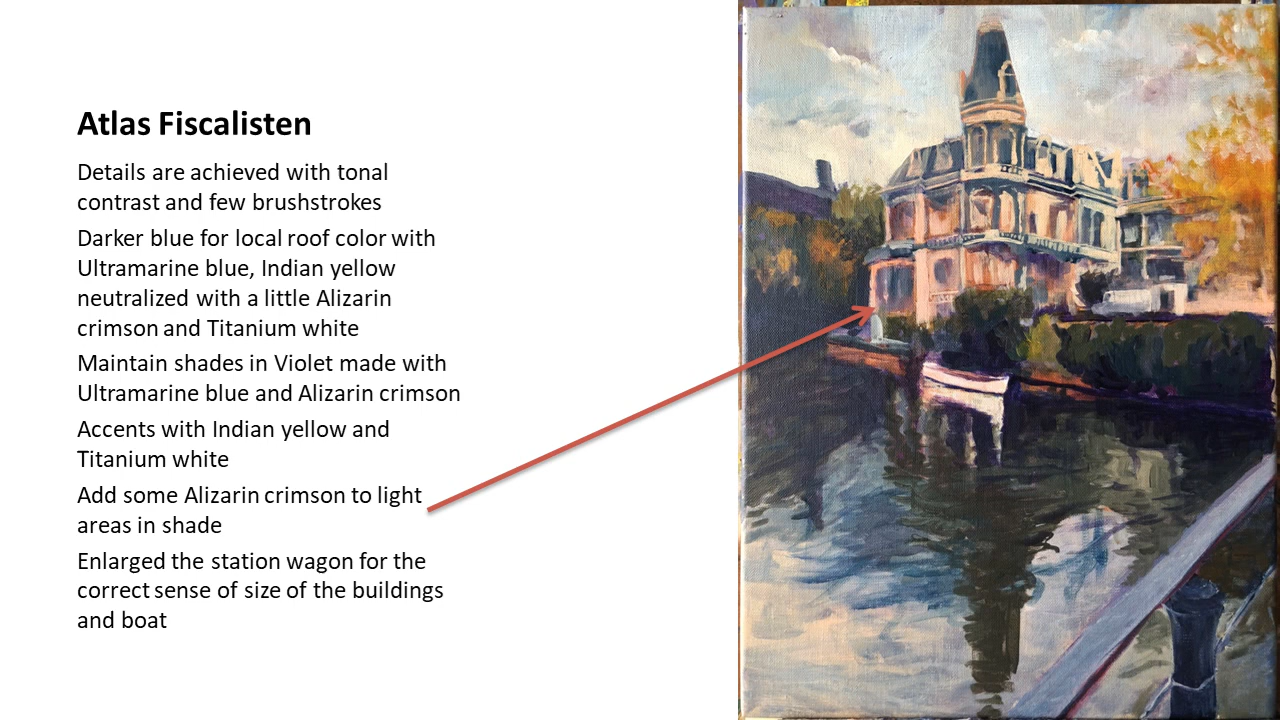 Atlas Fiscalisten
Details are achieved with tonal
contrast and few brushstrokes
Darker blue for local roof color with
Ultramarine blue, Indian yellow
neutralized with a little Alizarin
crimson and Titanium white
Maintain shades in Violet made with
Ultramarine blue and Alizarin crimson
Accents with Indian yellow and
Titanium white
Add some Alizarin crimson to light
areas in shade
Enlarged the station wagon for the
correct sense of size of the buildings
and boat